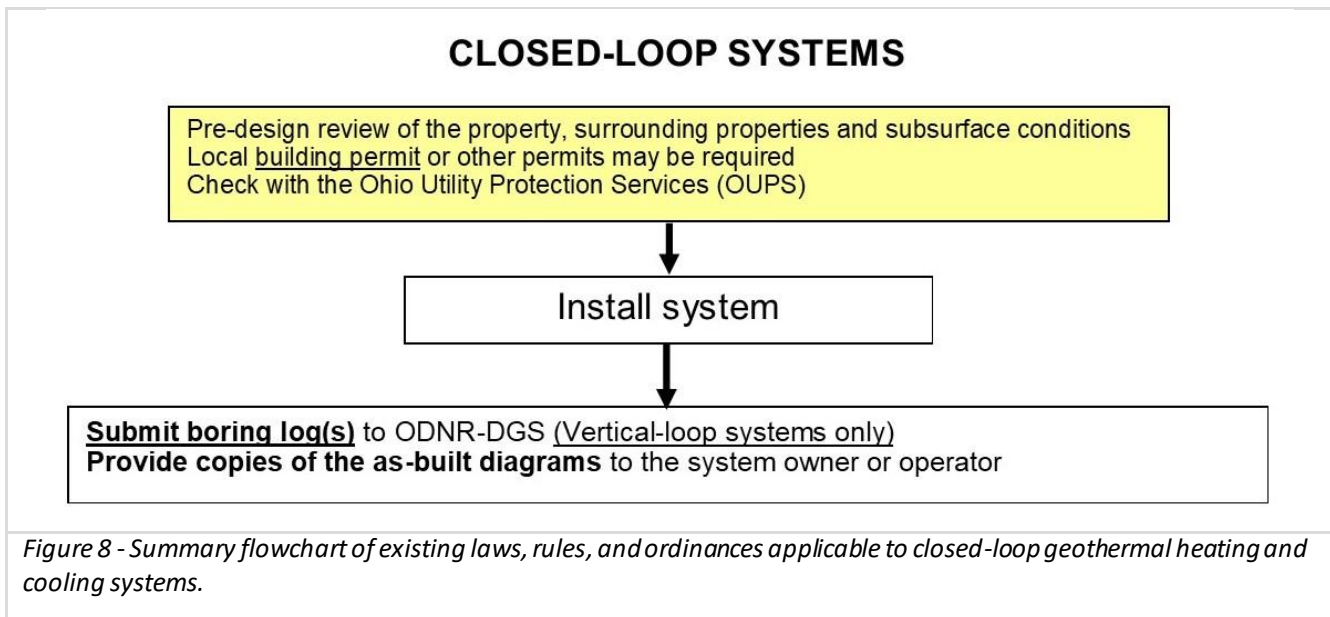 CLOSED-LOOP SYSTEMS
Pre-design review of the property, surrounding properties and subsurface conditions
Local building permit or other permits may be required
Check with the Ohio Utility Protection Services (OUPS)
Install system
Submit boring log(s) to ODNR-DGS (Vertical-loop systems only)
Provide copies of the as-built diagrams to the system owner or operator
Figure 8 - Summary flowchart of existing laws, rules, and ordinances applicable to closed-loop geothermal heating and
cooling systems.